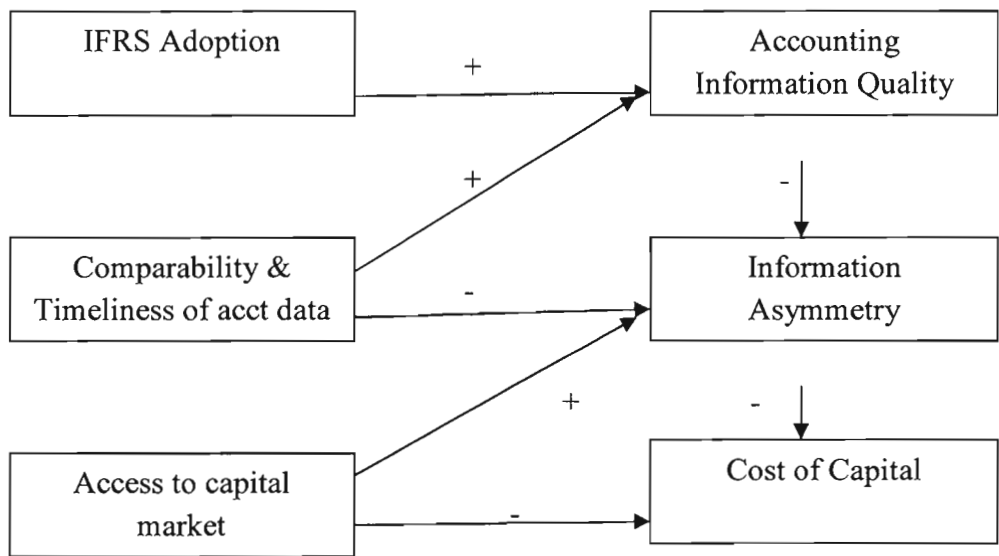 IFRS Adoption
+
Accounting
Information Quality
+
-
Comparability &
Timeliness of acct data
-
Information
Asymmetry
+
-
Access to capital
market
-
Cost of Capital